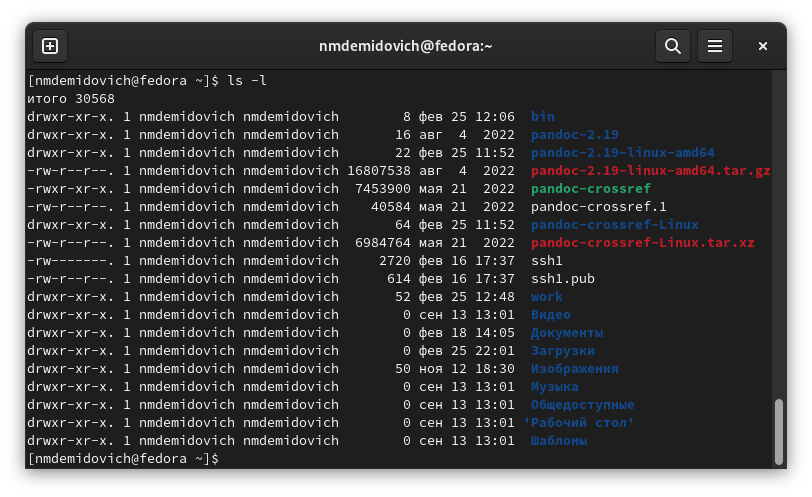 nmdemidovich@fedora:~
[nmdemidovich@fedora ~]$ ls -l
итого 30568
drwxr-xr-x. 1 nmdemidovich nmdemidovich        8 фев 25 12:06  bin
drwxr-xr-x. 1 nmdemidovich nmdemidovich       16 авг  4  2022  pandoc-2.19
drwxr-xr-x. 1 nmdemidovich nmdemidovich       22 фев 25 11:52  pandoc-2.19-linux-amd64
-rw-r--r--. 1 nmdemidovich nmdemidovich 16807538 авг  4  2022  pandoc-2.19-linux-amd64.tar.gz
-rwxr-xr-x. 1 nmdemidovich nmdemidovich  7453900 мая 21  2022  pandoc-crossref
-rw-r--r--. 1 nmdemidovich nmdemidovich    40584 мая 21  2022  pandoc-crossref.1
drwxr-xr-x. 1 nmdemidovich nmdemidovich       64 фев 25 11:52  pandoc-crossref-Linux
-rw-r--r--. 1 nmdemidovich nmdemidovich  6984764 мая 21  2022  pandoc-crossref-Linux.tar.xz
-rw-------. 1 nmdemidovich nmdemidovich     2720 фев 16 17:37  ssh1
-rw-r--r--. 1 nmdemidovich nmdemidovich      614 фев 16 17:37  ssh1.pub
drwxr-xr-x. 1 nmdemidovich nmdemidovich       52 фев 25 12:48  work
drwxr-xr-x. 1 nmdemidovich nmdemidovich        0 сен 13 13:01  Видео
drwxr-xr-x. 1 nmdemidovich nmdemidovich        0 фев 18 14:05  Документы
drwxr-xr-x. 1 nmdemidovich nmdemidovich        0 фев 25 22:01  Загрузки
drwxr-xr-x. 1 nmdemidovich nmdemidovich       50 ноя 12 18:30  Изображения
drwxr-xr-x. 1 nmdemidovich nmdemidovich        0 сен 13 13:01  Музыка
drwxr-xr-x. 1 nmdemidovich nmdemidovich        0 сен 13 13:01  Общедоступные
drwxr-xr-x. 1 nmdemidovich nmdemidovich        0 сен 13 13:01 'Рабочий стол'
drwxr-xr-x. 1 nmdemidovich nmdemidovich        0 сен 13 13:01  Шаблоны
[nmdemidovich@fedora ~]$